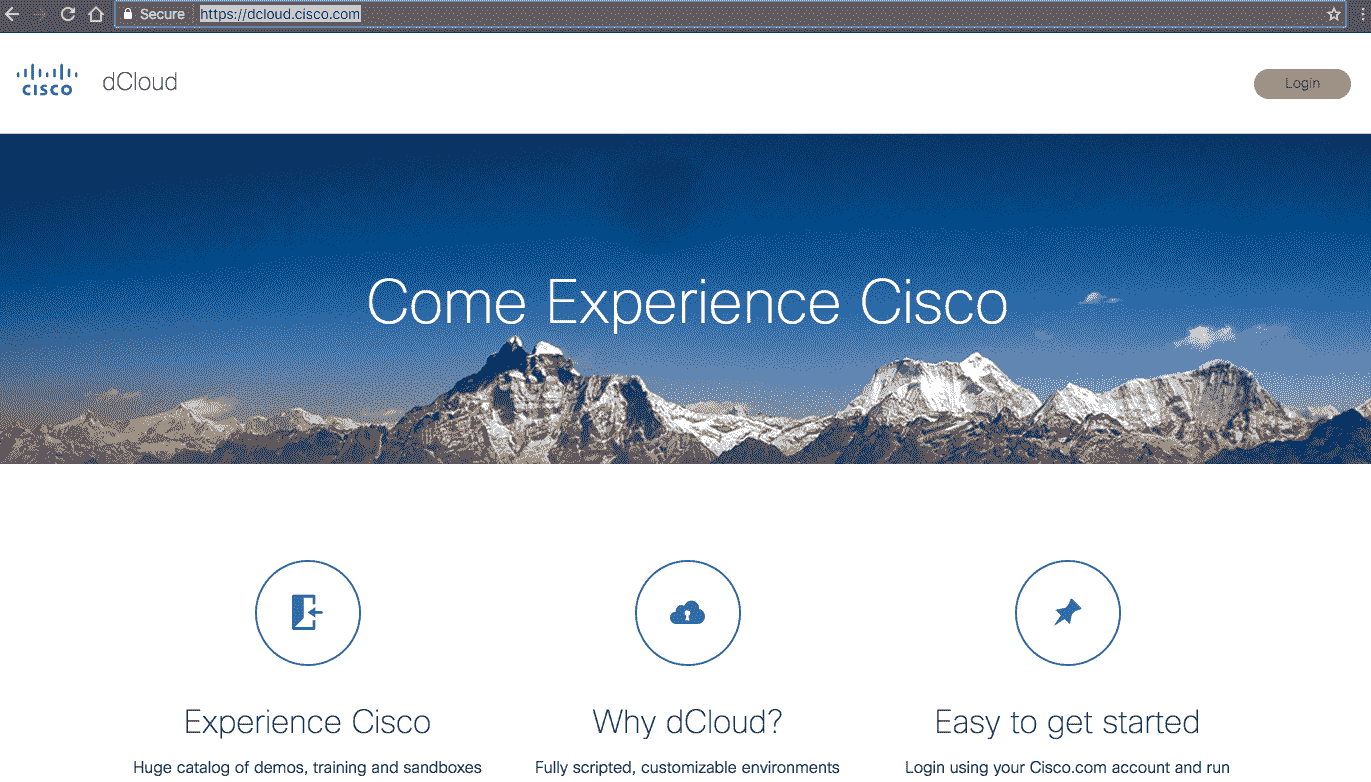 Secure https://dcloud.cisco.com
cisco dCloud
Login
Come Experience Cisco
Experience Cisco
Huge catalog of demos, training and sandboxes
Why dCloud?
Fully scripted, customizable environments
Easy to get started
Login using your Cisco.com account and run